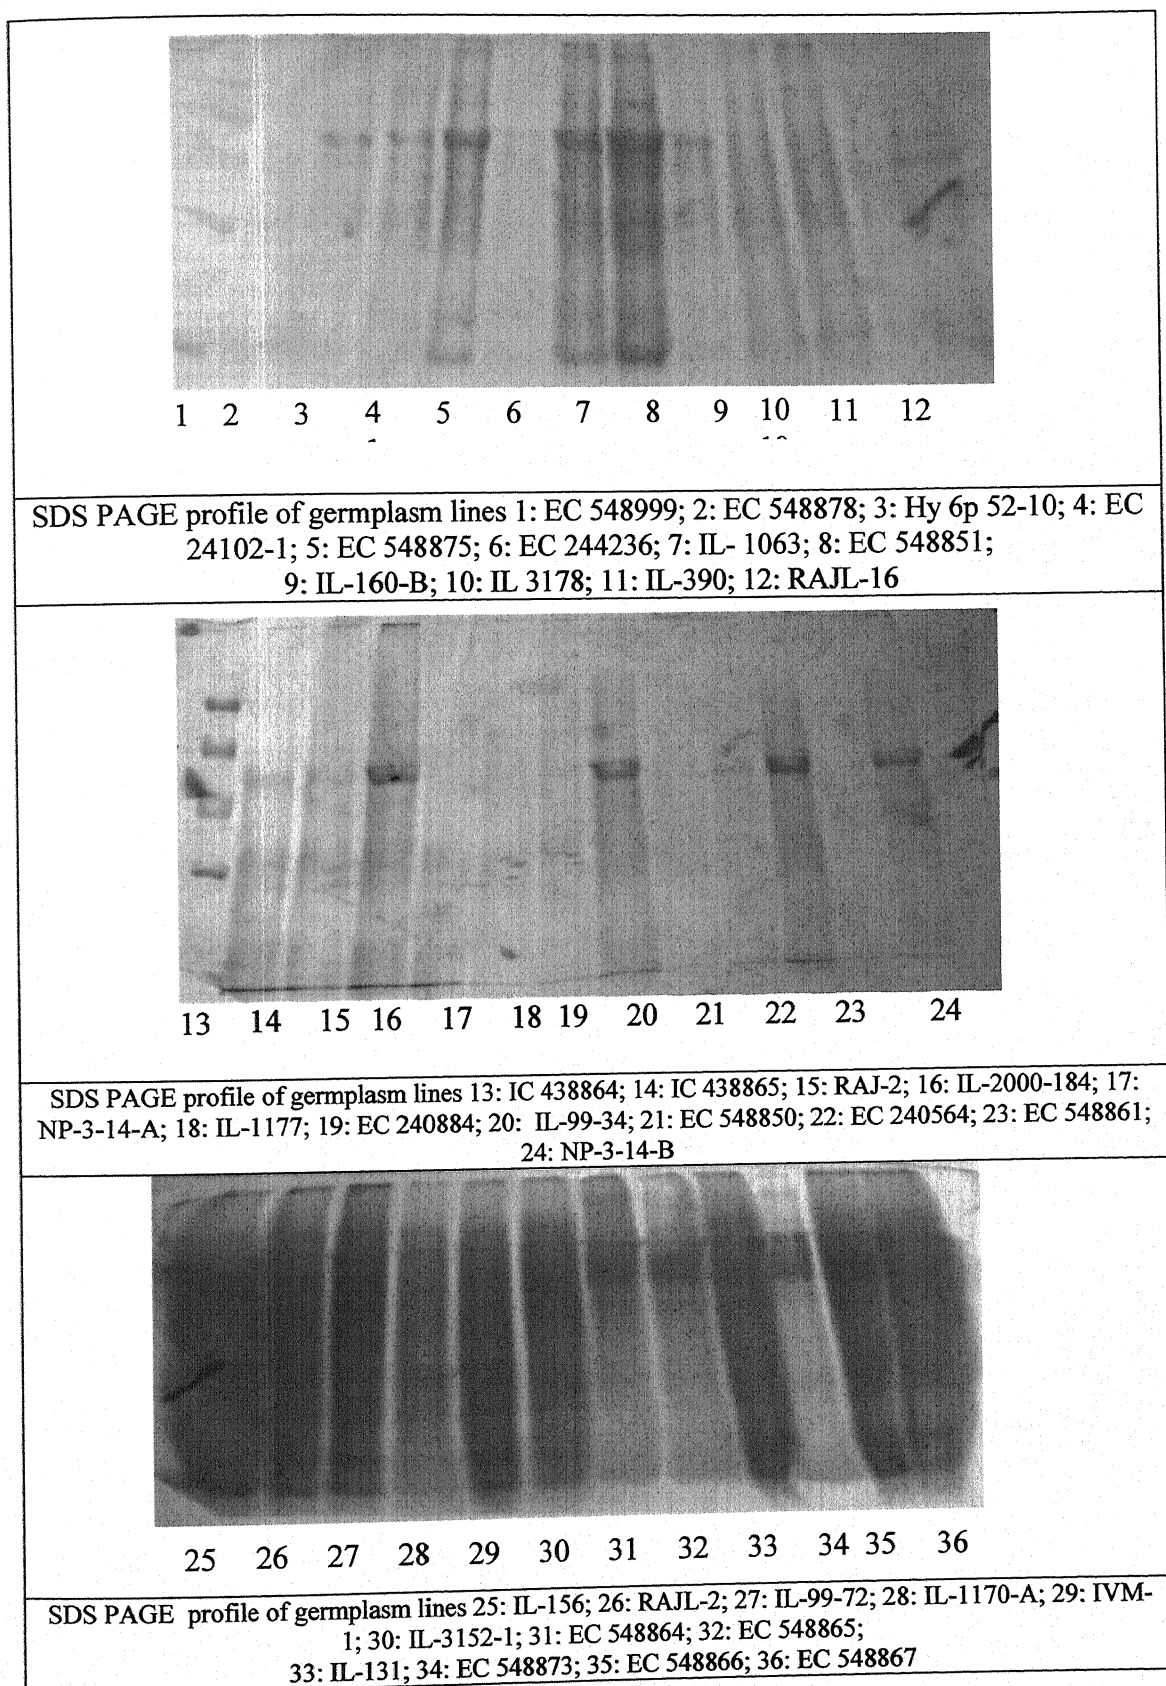 1 2 3 4 5 6 7 8 9 10 11 12
SDS PAGE profile of germplasm lines 1: EC 548999; 2: EC 548878; 3: Hy 6p 52-10; 4: EC
24102-1; 5: EC 548875; 6: EC 244236; 7: IL- 1063; 8: EC 548851;
9: IL-160-B; 10: IL 3178; 11: IL-390; 12: RAJL-16
13 14 15 16 17 18 19 20 21 22 23 24
SDS PAGE profile of germplasm lines 13: IC 438864; 14: IC 438865; 15: RAJ-2; 16: IL-2000-184; 17:
NP-3-14-A; 18: IL-1177; 19: EC 240884; 20: IL-99-34; 21: EC 548850; 22: EC 240564; 23: EC 548861;
24: NP-3-14-B
25 26 27 28 29 30 31 32 33 34 35 36
SDS PAGE profile of germplasm lines 25: IL-156; 26: RAJL-2; 27: IL-99-72; 28: IL-1170-A; 29: IVM-
1; 30: IL-3152-1; 31: EC 548864; 32: EC 548865;
33: IL-131; 34: EC 548873; 35: EC 548866; 36: EC 548867